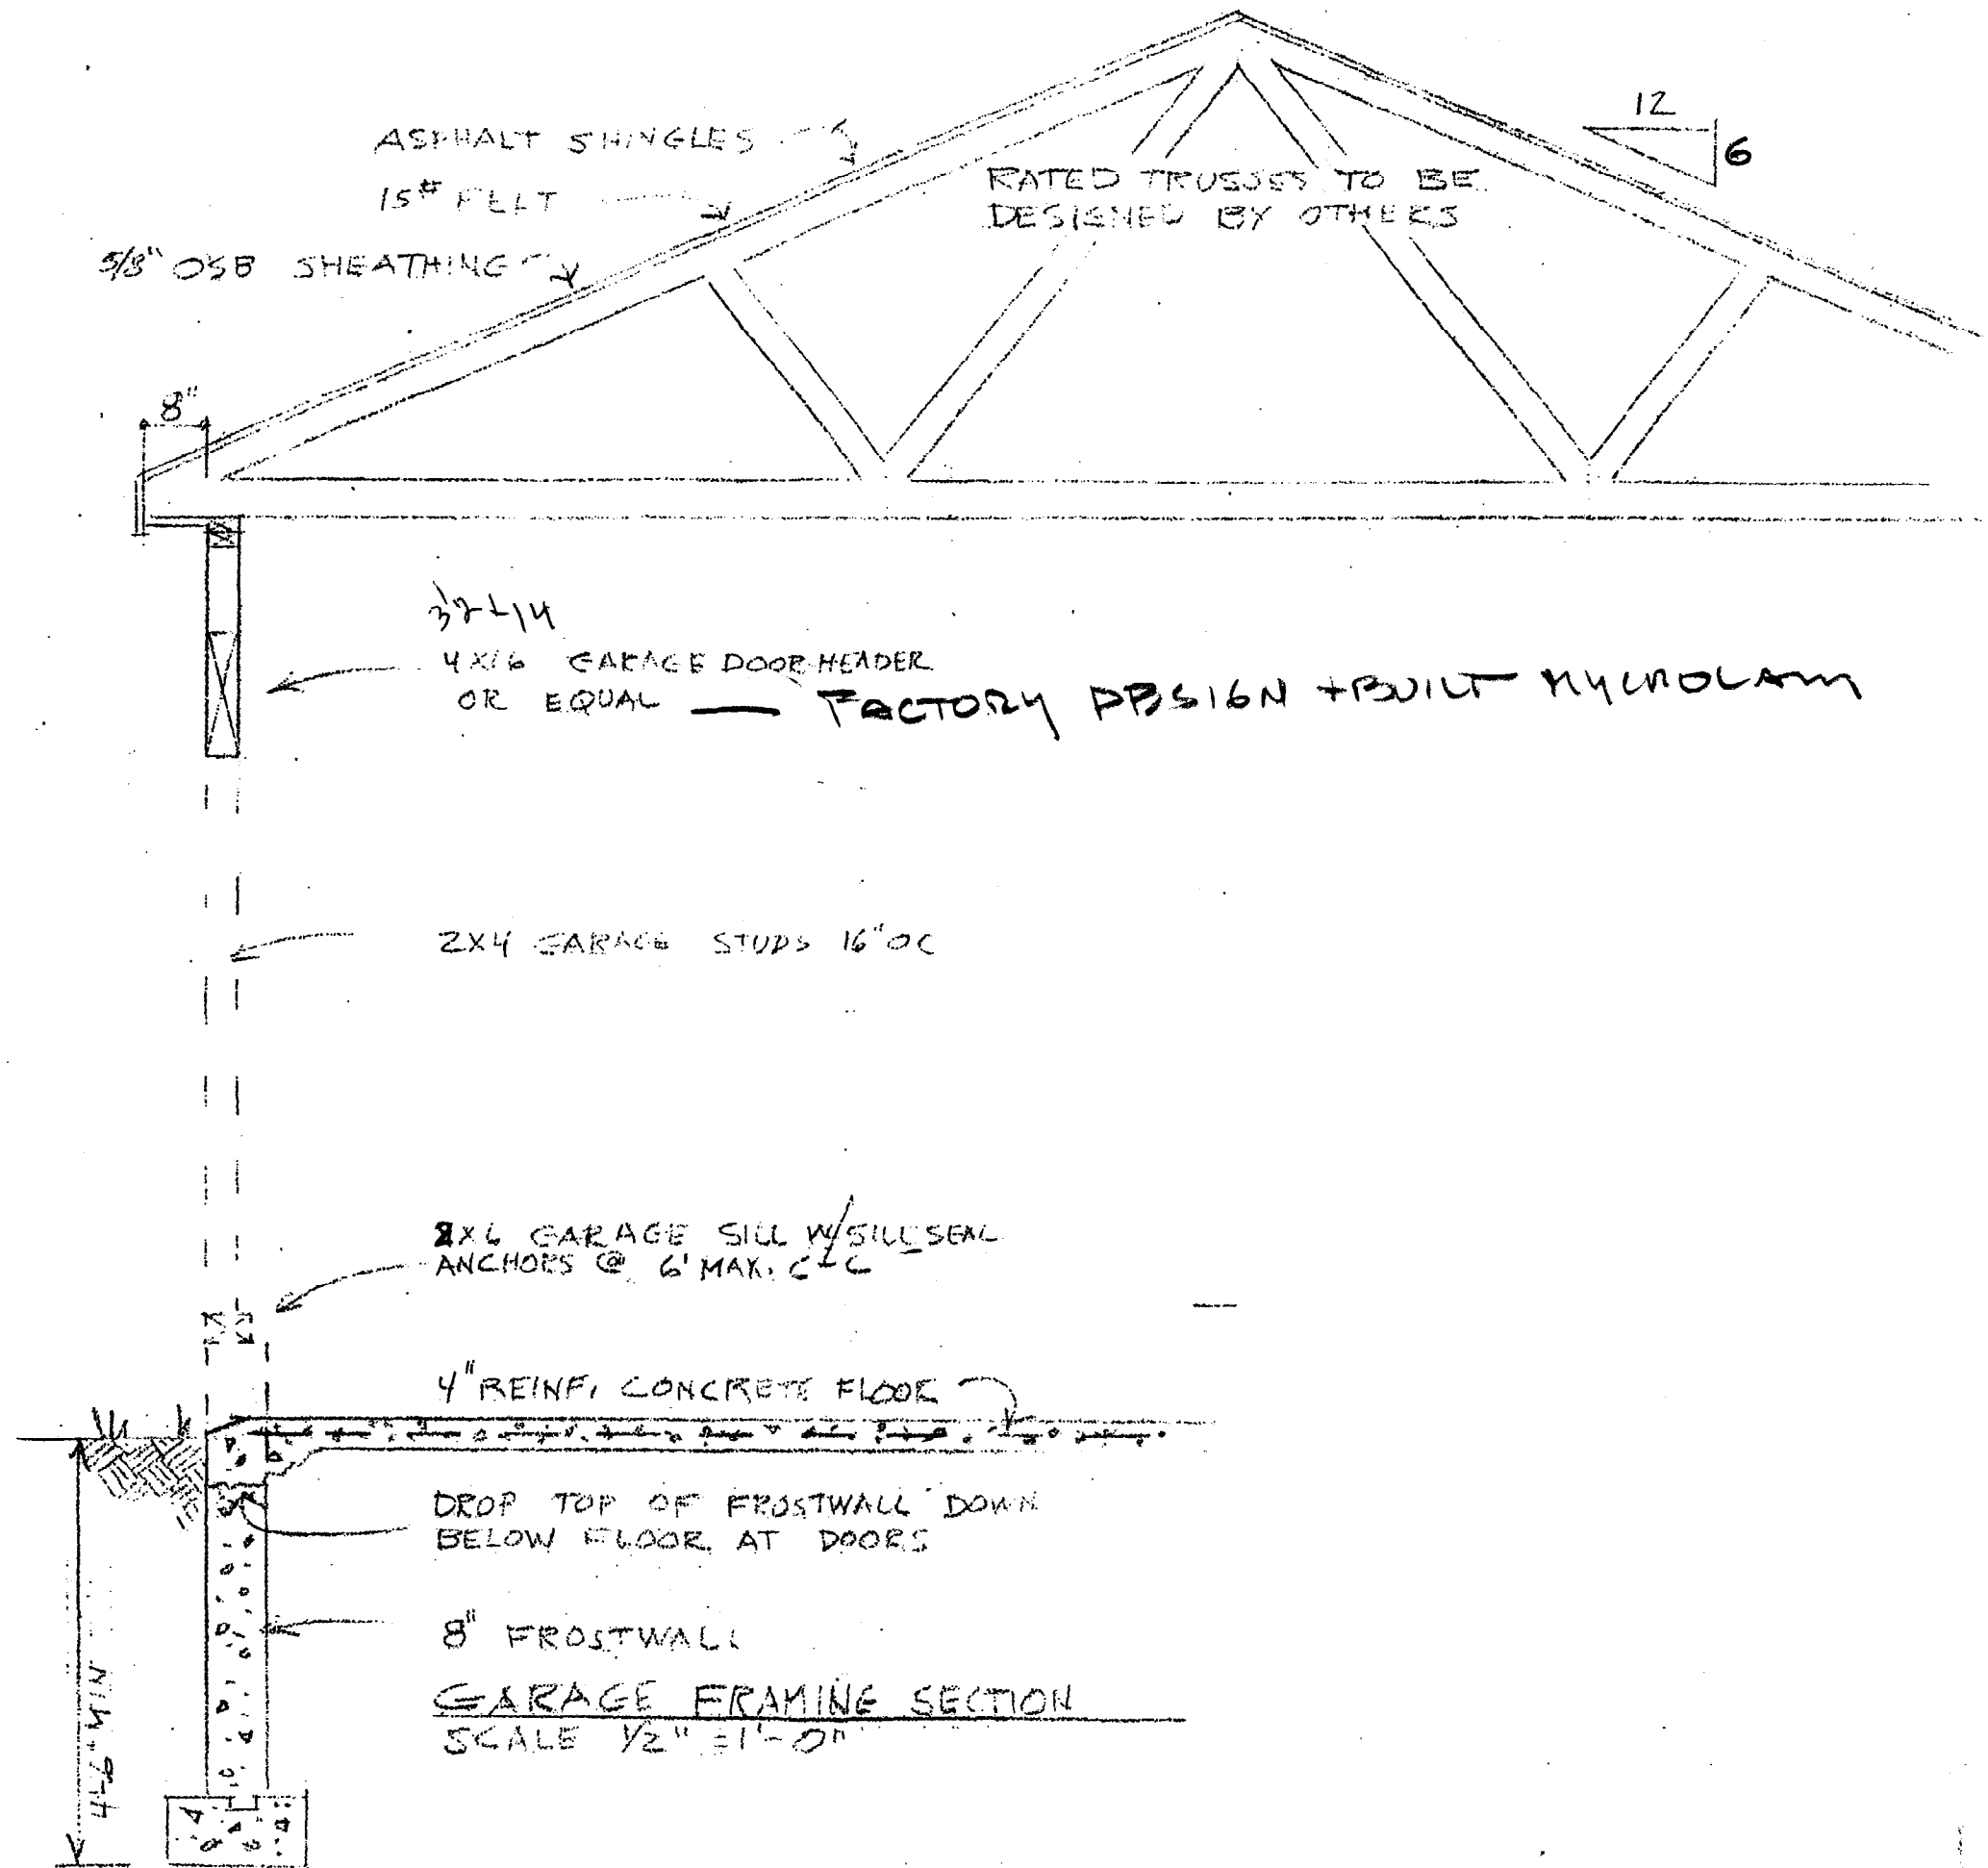 12
6
ASPHALT SHINGLES
15# FELT
5/8" OSB SHEATHING
RATED TRUSSES TO BE
DESIGNED BY OTHERS
8"
4X16 GARAGE DOOR HEADER
OR EQUAL — FACTORY DESIGN + BUILT MYCROLAM
2X4 GARAGE STUDS 16" OC
2X6 GARAGE SILL W/SILL SEAL
ANCHORS @ 6' MAX. C-C
4" REINF. CONCRETE FLOOR
DROP TOP OF FROSTWALL DOWN
BELOW FLOOR AT DOORS
8" FROSTWALL
4'-6" MIN
GARAGE FRAMING SECTION
SCALE 1/2" = 1'-0"